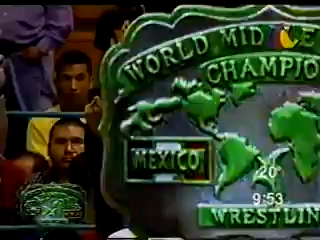 WORLD MID
CHAMPIO
MEXICO
20°
9:53
WRESTLIN